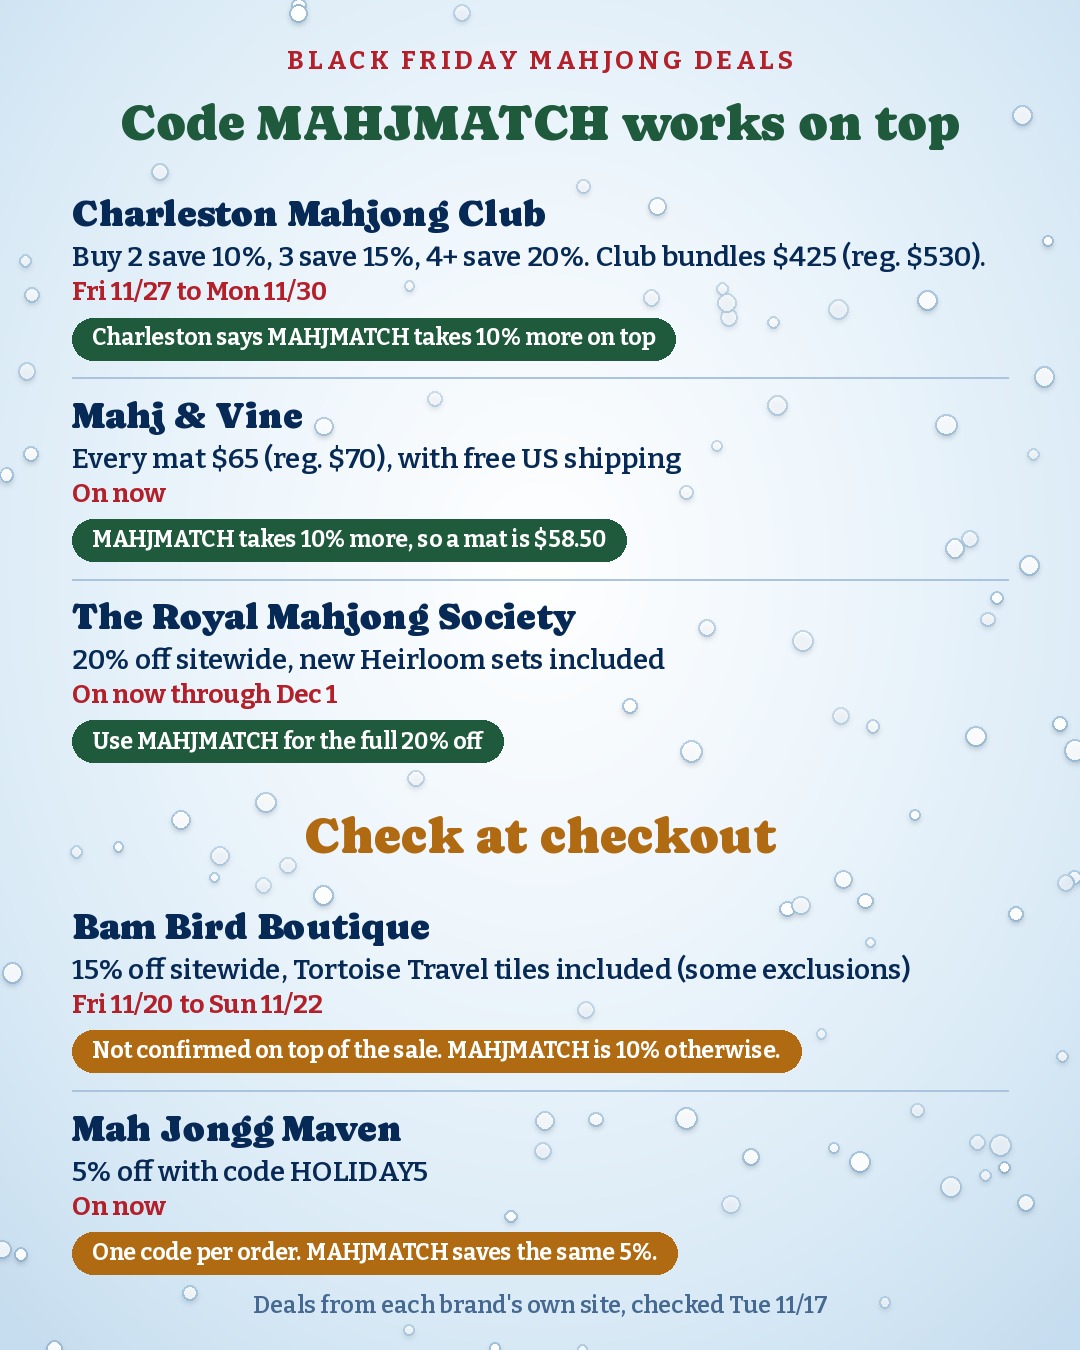 BLACK FRIDAY MAHJONG DEALS
Code MAHJMATCH works on top
Charleston Mahjong Club
Buy 2 save 10%, 3 save 15%, 4+ save 20%. Club bundles $425 (reg. $530).
Fri 11/27 to Mon 11/30
Charleston says MAHJMATCH takes 10% more on top
Mahj & Vine
Every mat $65 (reg. $70), with free US shipping
On now
MAHJMATCH takes 10% more, so a mat is $58.50
The Royal Mahjong Society
20% off sitewide, new Heirloom sets included
On now through Dec 1
Use MAHJMATCH for the full 20% off
Check at checkout
Bam Bird Boutique
15% off sitewide, Tortoise Travel tiles included (some exclusions)
Fri 11/20 to Sun 11/22
Not confirmed on top of the sale. MAHJMATCH is 10% otherwise.
Mah Jongg Maven
5% off with code HOLIDAY5
On now
One code per order. MAHJMATCH saves the same 5%.
Deals from each brand's own site, checked Tue 11/17